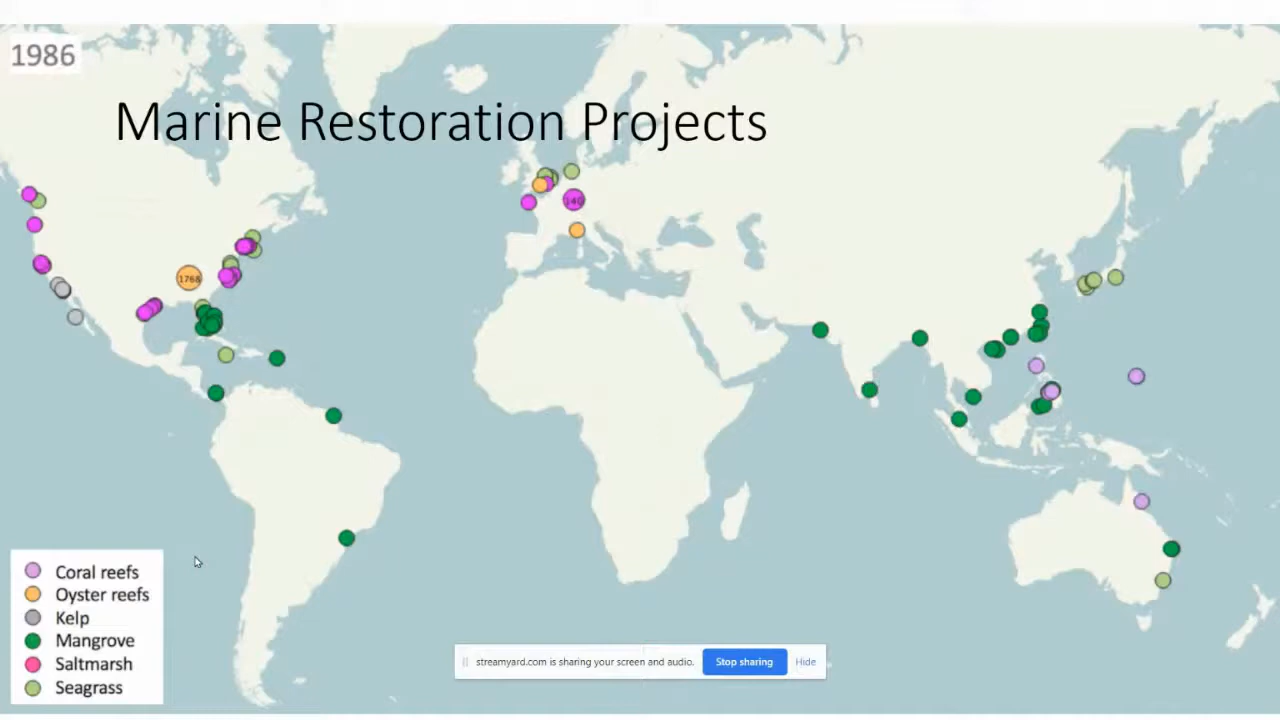 1986
Marine Restoration Projects
140
1768
Coral reefs
Oyster reefs
Kelp
Mangrove
Saltmarsh
Seagrass
streamyard.com is sharing your screen and audio. Stop sharing Hide